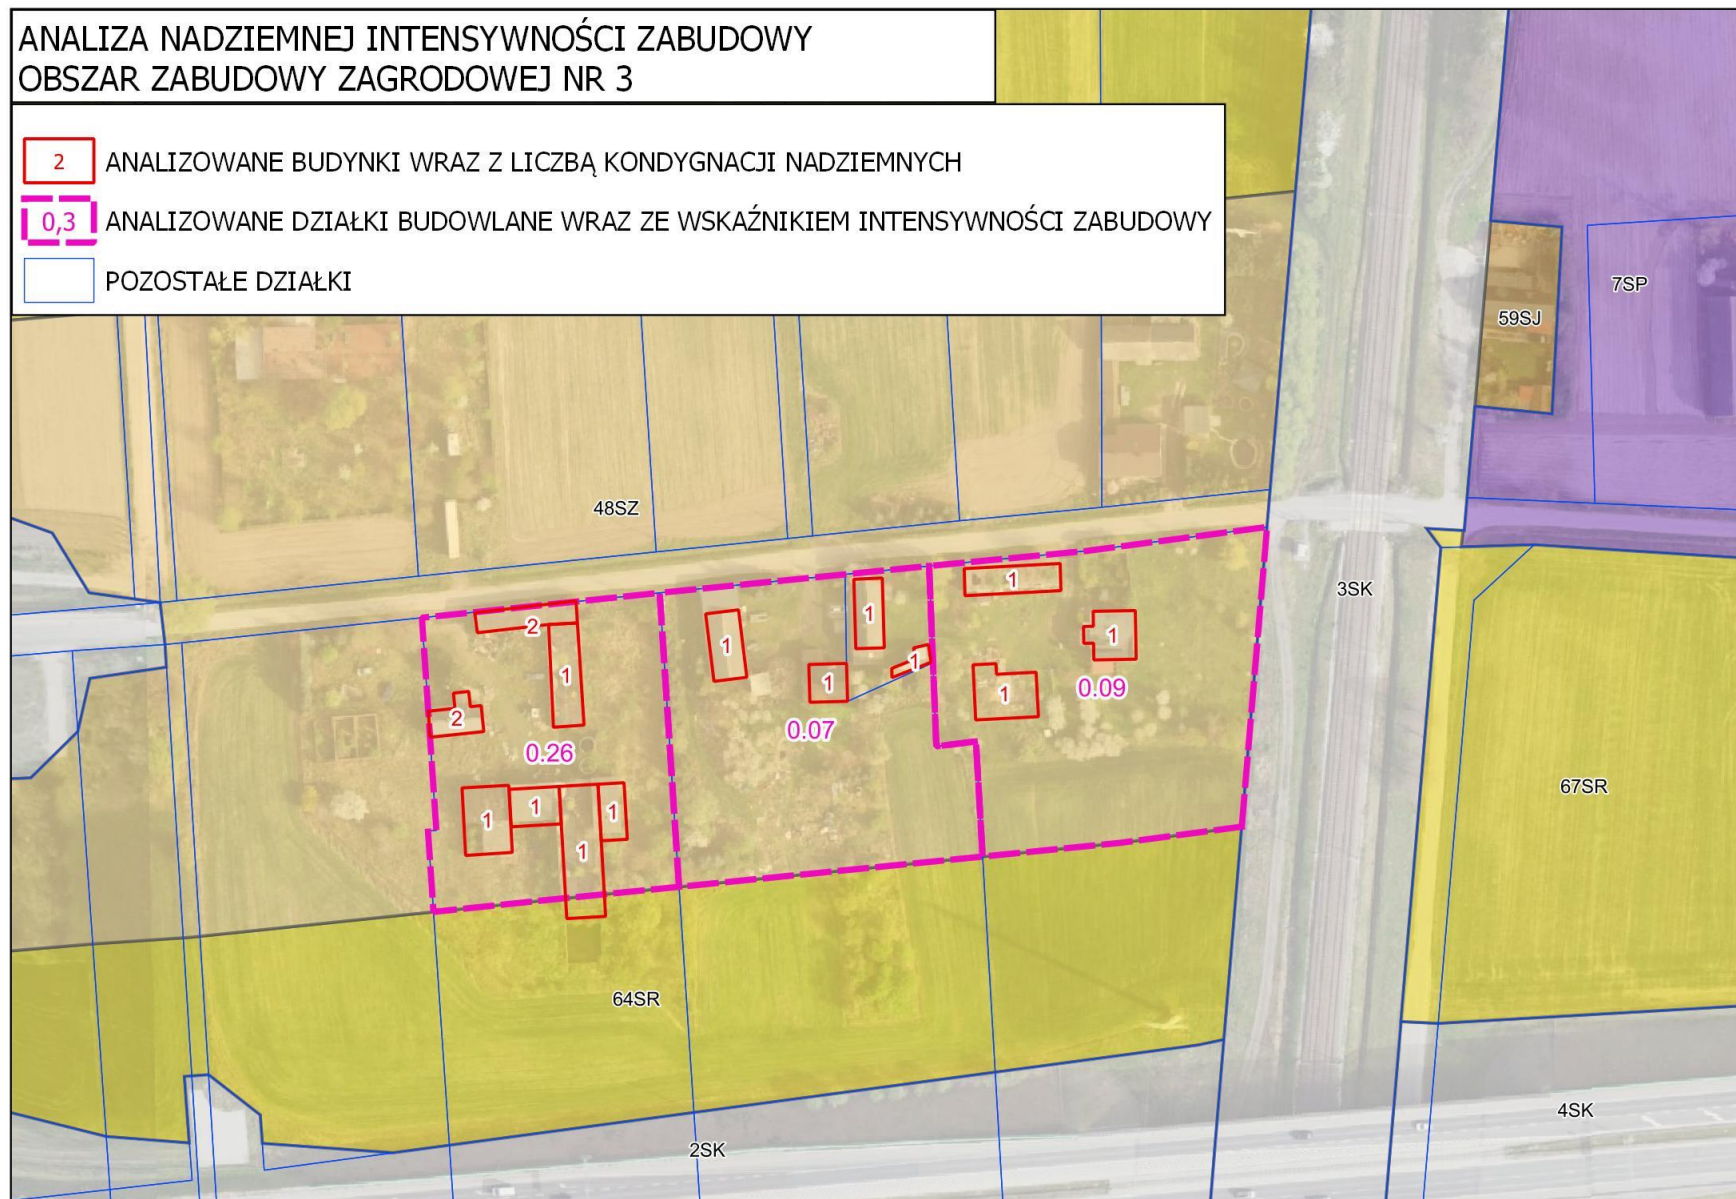 ANALIZA NADZIEMNEJ INTENSYWNOŚCI ZABUDOWY
OBSZAR ZABUDOWY ZAGRODOWEJ NR 3
2 ANALIZOWANE BUDYNKI WRAZ Z LICZBĄ KONDYGNACJI NADZIEMNYCH
0,3 ANALIZOWANE DZIAŁKI BUDOWLANE WRAZ ZE WSKAŹNIKIEM INTENSYWNOŚCI ZABUDOWY
POZOSTAŁE DZIAŁKI
7SP
59SJ
48SZ
3SK
1
1
2
1
1
1
1
1
1
1
2
0.09
0.07
0.26
67SR
1
1
1
1
64SR
4SK
2SK